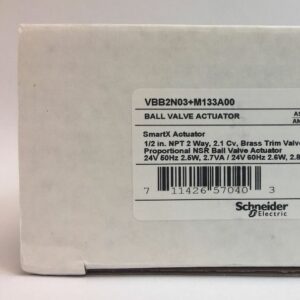 VBB2N03+M133A00
BALL VALVE ACTUATOR
SmartX Actuator
1/2 in. NPT 2 Way, 2.1 Cv, Brass Trim Valve
Proportional NSR Ball Valve Actuator
24V 50Hz 2.5W, 2.7VA / 24V 60Hz 2.6W, 2.8
7 11426 57040 3
Schneider
Electric